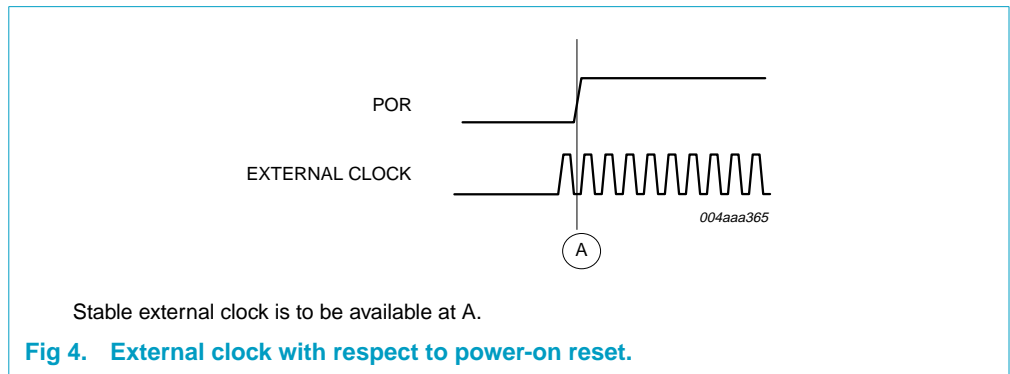 POR
EXTERNAL CLOCK
004aaa365
A
Stable external clock is to be available at A.
Fig 4. External clock with respect to power-on reset.